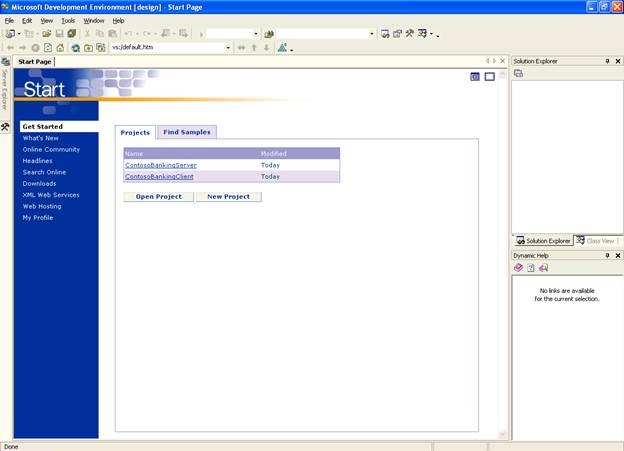 Microsoft Development Environment [design] - Start Page
File Edit View Tools Window Help
vs:/default.htm
Start Page
Solution Explorer
Server Explorer
Start
Get Started
What's New
Online Community
Headlines
Search Online
Downloads
XML Web Services
Web Hosting
My Profile
Projects Find Samples
Name Modified
ContosoBankingServer Today
ContosoBankingClient Today
Open Project New Project
Solution Explorer Class View
Dynamic Help
No links are available
for the current selection.
Done